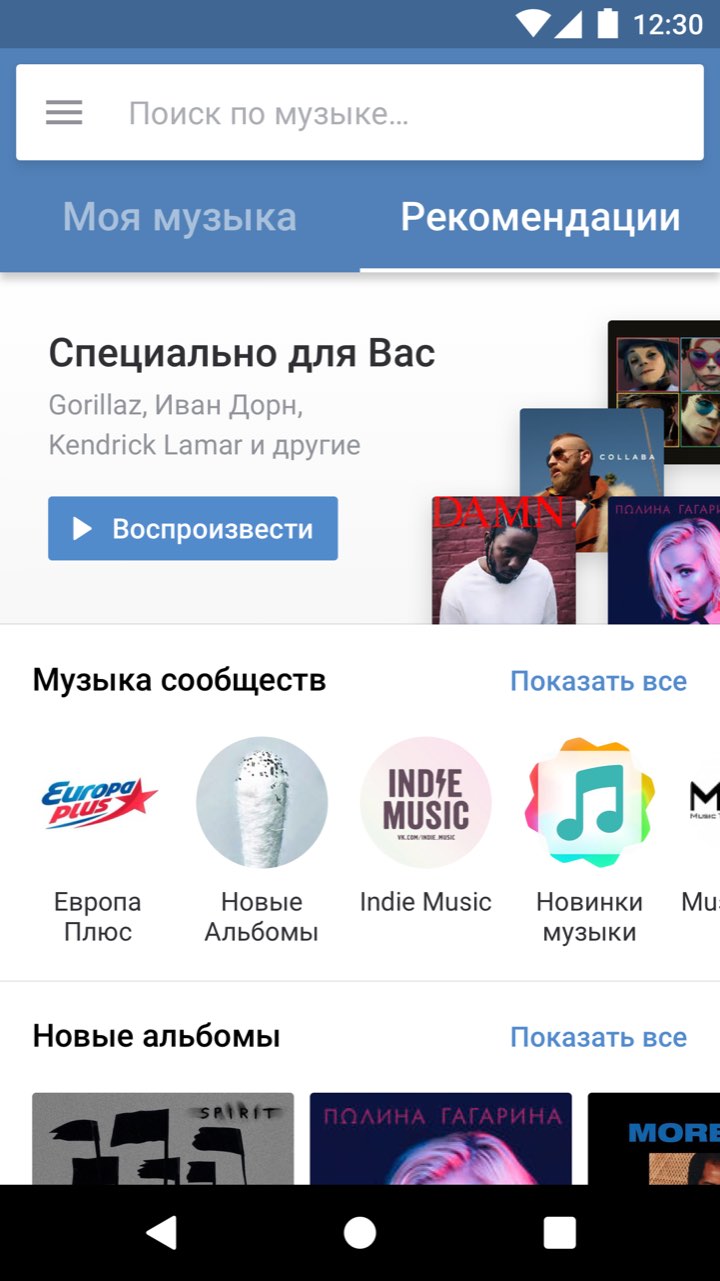 12:30
Поиск по музыке...
Моя музыка
Рекомендации
Специально для Вас
Gorillaz, Иван Дорн,
Kendrick Lamar и другие
Воспроизвести
COLLABA
DAMN.
ПОЛИНА ГАГАРИ
Музыка сообществ
Показать все
Europa
PLUS
INDIE
MUSIC
VK.COM/INDIE_MUSIC
M
Music
Европа
Плюс
Новые
Альбомы
Indie Music
Новинки
музыки
Mus
Новые альбомы
Показать все
SPIRIT
ПОЛИНА ГАГАРИНА
MORE